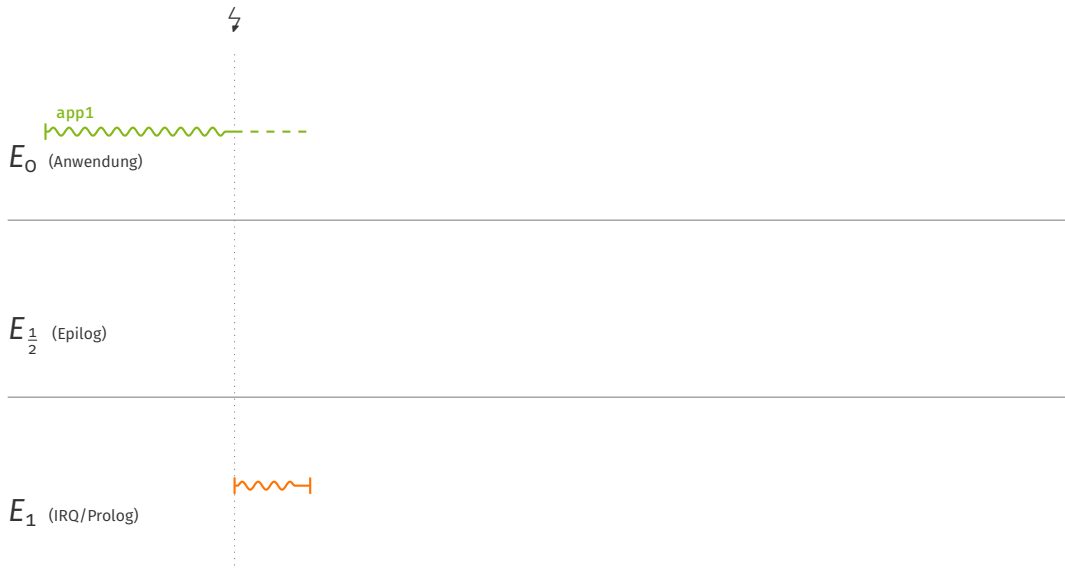 app1
E₀ (Anwendung)
E½ (Epilog)
E₁ (IRQ/Prolog)